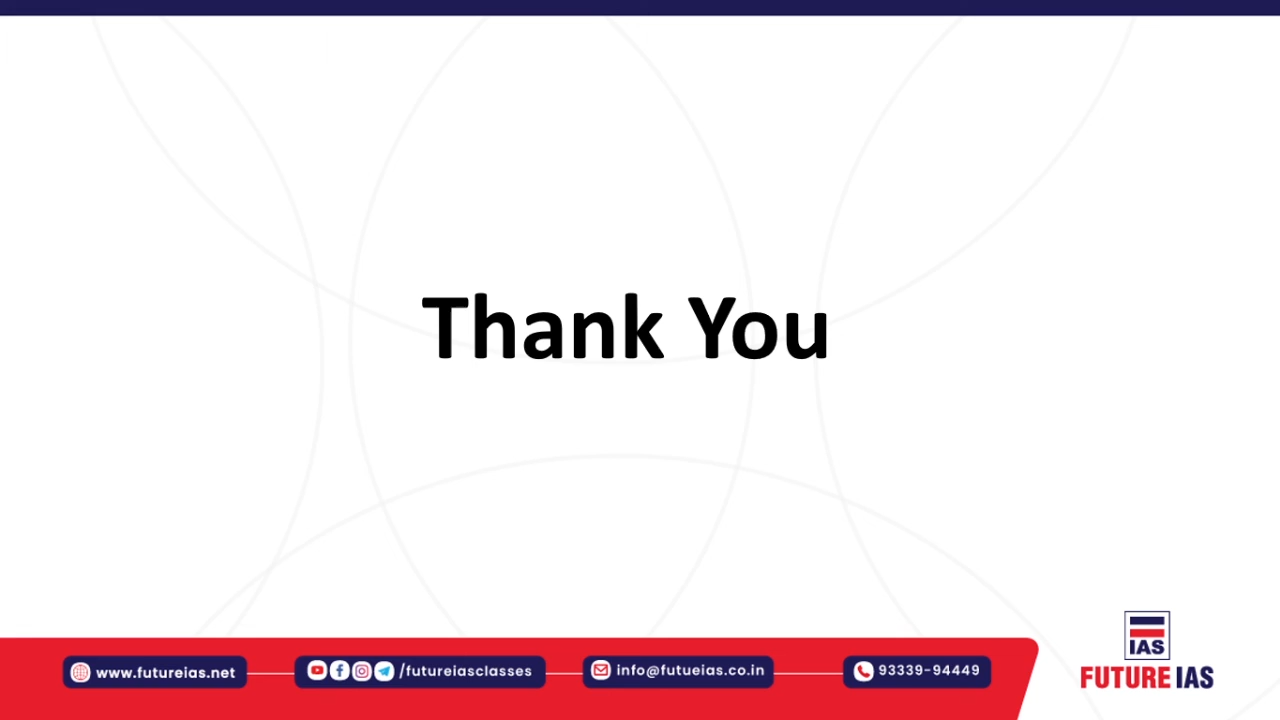 Thank You
www.futureias.net
/futureiasclasses
info@futueias.co.in
93339-94449
IAS
FUTURE IAS